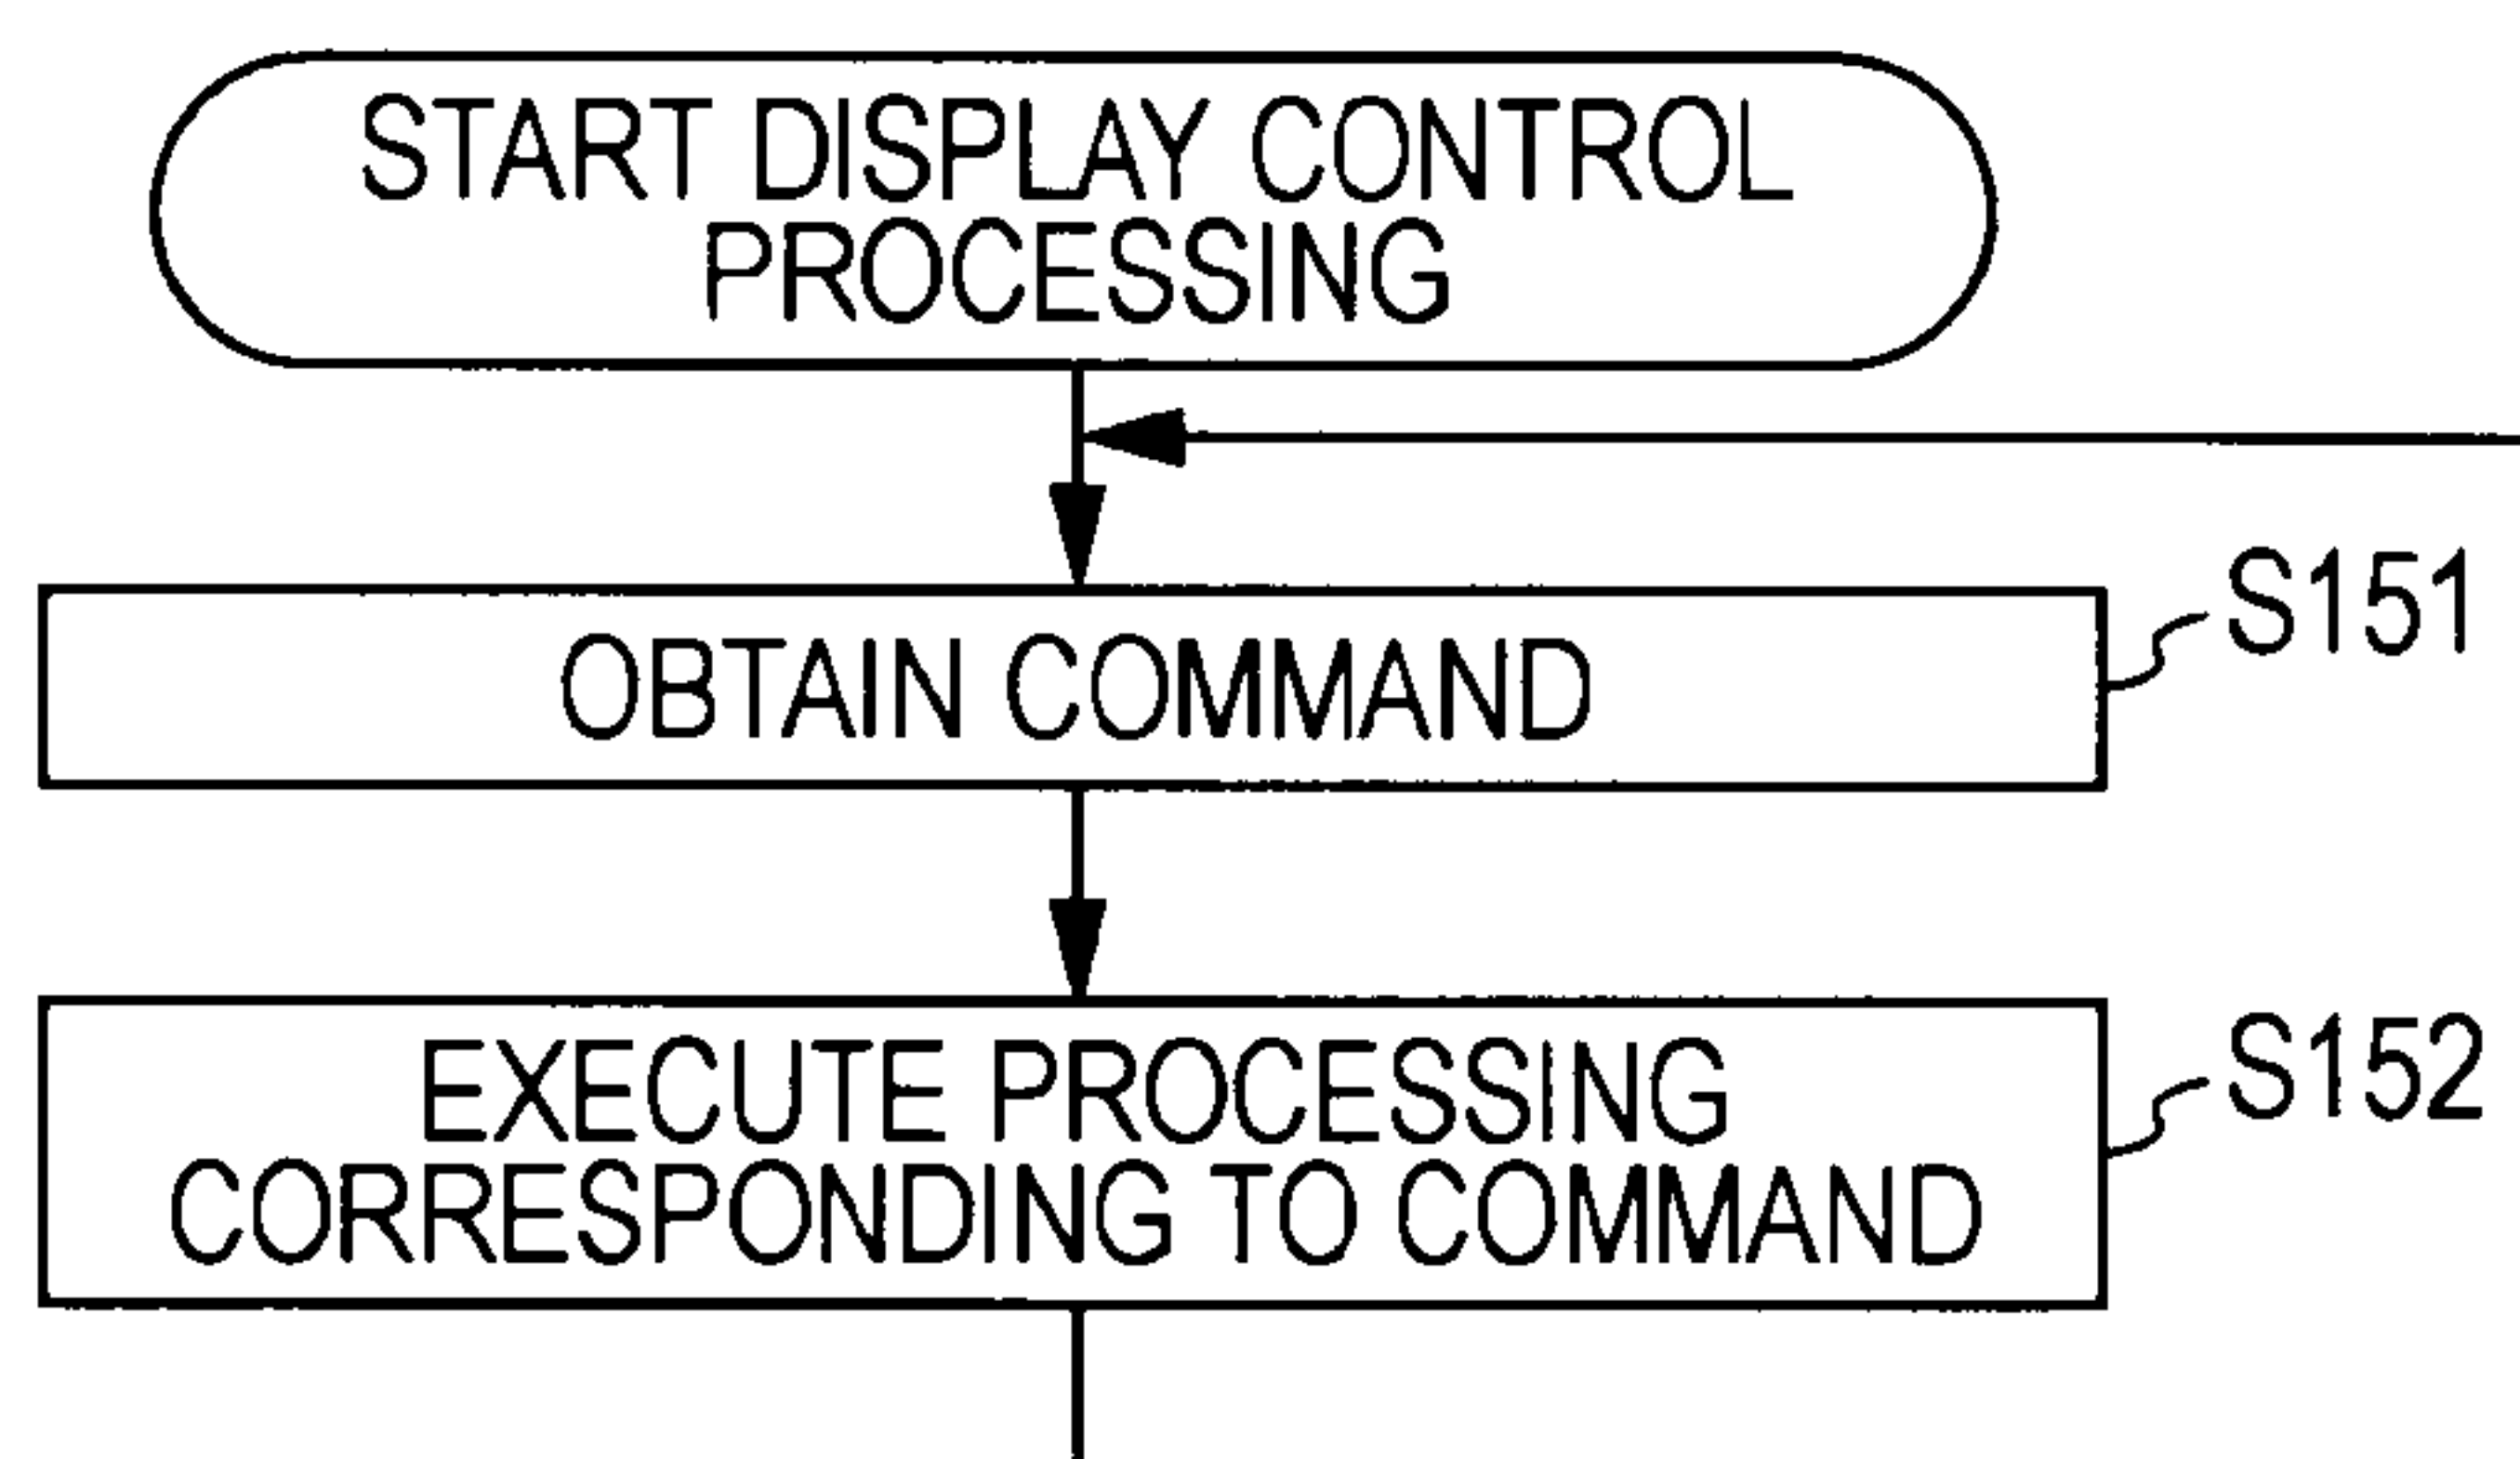 START DISPLAY CONTROL
PROCESSING
S151
OBTAIN COMMAND
S152
EXECUTE PROCESSING
CORRESPONDING TO COMMAND